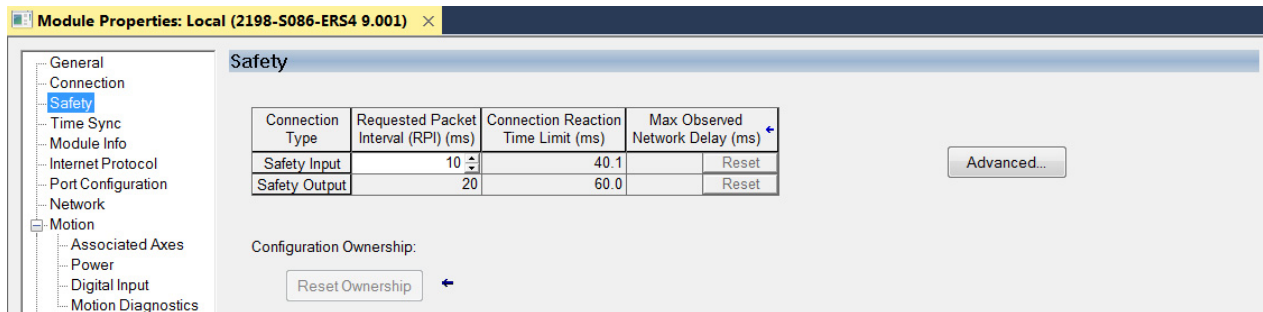 Module Properties: Local (2198-S086-ERS4 9.001) ×
General
Connection
Safety
Time Sync
Module Info
Internet Protocol
Port Configuration
Network
Motion
Associated Axes
Power
Digital Input
Motion Diagnostics
Safety
Connection Type Requested Packet Interval (RPI) (ms) Connection Reaction Time Limit (ms) Max Observed Network Delay (ms)
Safety Input 10 40.1 Reset
Safety Output 20 60.0 Reset
Advanced...
Configuration Ownership:
Reset Ownership